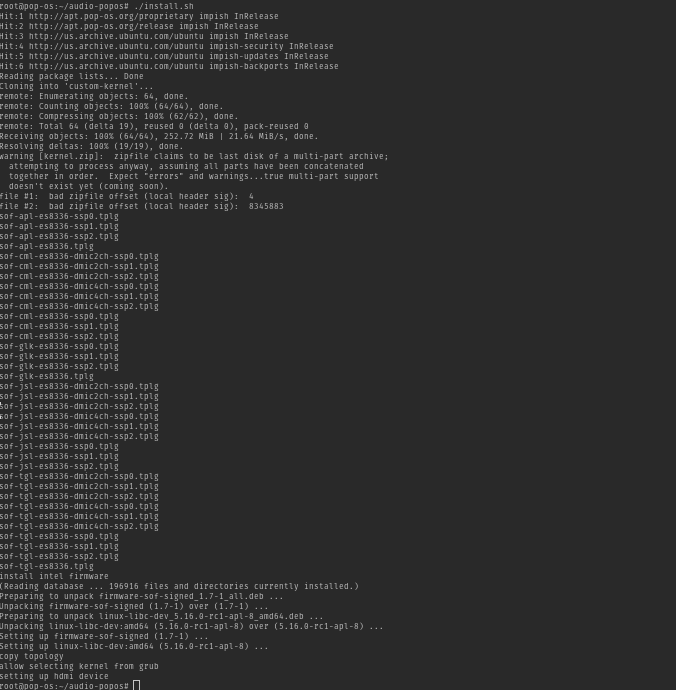 root@pop-os:~/audio-popos# ./install.sh
Hit:1 http://apt.pop-os.org/proprietary impish InRelease
Hit:2 http://apt.pop-os.org/release impish InRelease
Hit:3 http://us.archive.ubuntu.com/ubuntu impish InRelease
Hit:4 http://us.archive.ubuntu.com/ubuntu impish-security InRelease
Hit:5 http://us.archive.ubuntu.com/ubuntu impish-updates InRelease
Hit:6 http://us.archive.ubuntu.com/ubuntu impish-backports InRelease
Reading package lists... Done
Cloning into 'custom-kernel'...
remote: Enumerating objects: 64, done.
remote: Counting objects: 100% (64/64), done.
remote: Compressing objects: 100% (62/62), done.
remote: Total 64 (delta 19), reused 0 (delta 0), pack-reused 0
Receiving objects: 100% (64/64), 252.72 MiB | 21.64 MiB/s, done.
Resolving deltas: 100% (19/19), done.
warning [kernel.zip]:  zipfile claims to be last disk of a multi-part archive;
  attempting to process anyway, assuming all parts have been concatenated
  together in order.  Expect "errors" and warnings...true multi-part support
  doesn't exist yet (coming soon).
file #1:  bad zipfile offset (local header sig):  4
file #2:  bad zipfile offset (local header sig):  8345883
sof-apl-es8336-ssp0.tplg
sof-apl-es8336-ssp1.tplg
sof-apl-es8336-ssp2.tplg
sof-apl-es8336.tplg
sof-cml-es8336-dmic2ch-ssp0.tplg
sof-cml-es8336-dmic2ch-ssp1.tplg
sof-cml-es8336-dmic2ch-ssp2.tplg
sof-cml-es8336-dmic4ch-ssp0.tplg
sof-cml-es8336-dmic4ch-ssp1.tplg
sof-cml-es8336-dmic4ch-ssp2.tplg
sof-cml-es8336-ssp0.tplg
sof-cml-es8336-ssp1.tplg
sof-cml-es8336-ssp2.tplg
sof-glk-es8336-ssp0.tplg
sof-glk-es8336-ssp1.tplg
sof-glk-es8336-ssp2.tplg
sof-glk-es8336.tplg
sof-jsl-es8336-dmic2ch-ssp0.tplg
sof-jsl-es8336-dmic2ch-ssp1.tplg
sof-jsl-es8336-dmic2ch-ssp2.tplg
sof-jsl-es8336-dmic4ch-ssp0.tplg
sof-jsl-es8336-dmic4ch-ssp1.tplg
sof-jsl-es8336-dmic4ch-ssp2.tplg
sof-jsl-es8336-ssp0.tplg
sof-jsl-es8336-ssp1.tplg
sof-jsl-es8336-ssp2.tplg
sof-tgl-es8336-dmic2ch-ssp0.tplg
sof-tgl-es8336-dmic2ch-ssp1.tplg
sof-tgl-es8336-dmic2ch-ssp2.tplg
sof-tgl-es8336-dmic4ch-ssp0.tplg
sof-tgl-es8336-dmic4ch-ssp1.tplg
sof-tgl-es8336-dmic4ch-ssp2.tplg
sof-tgl-es8336-ssp0.tplg
sof-tgl-es8336-ssp1.tplg
sof-tgl-es8336-ssp2.tplg
sof-tgl-es8336.tplg
install intel firmware
(Reading database ... 196916 files and directories currently installed.)
Preparing to unpack firmware-sof-signed_1.7-1_all.deb ...
Unpacking firmware-sof-signed (1.7-1) over (1.7-1) ...
Preparing to unpack linux-libc-dev_5.16.0-rc1-apl-8_amd64.deb ...
Unpacking linux-libc-dev:amd64 (5.16.0-rc1-apl-8) over (5.16.0-rc1-apl-8) ...
Setting up firmware-sof-signed (1.7-1) ...
Setting up linux-libc-dev:amd64 (5.16.0-rc1-apl-8) ...
copy topology
allow selecting kernel from grub
setting up hdmi device
root@pop-os:~/audio-popos#